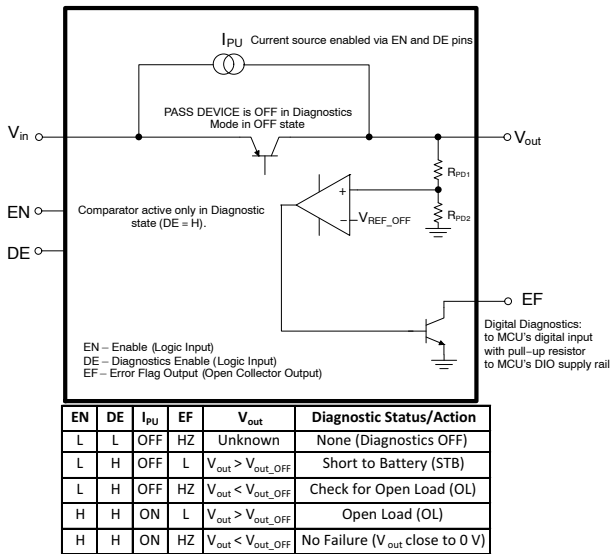 I_PU Current source enabled via EN and DE pins
PASS DEVICE is OFF in Diagnostics
Mode in OFF state
V_in
V_out
R_PD1
EN
Comparator active only in Diagnostic
state (DE = H).
+
−
V_REF_OFF
R_PD2
DE
EF
Digital Diagnostics:
to MCU's digital input
with pull−up resistor
to MCU's DIO supply rail
EN − Enable (Logic Input)
DE − Diagnostics Enable (Logic Input)
EF − Error Flag Output (Open Collector Output)
EN DE I_PU EF V_out Diagnostic Status/Action
L L OFF HZ Unknown None (Diagnostics OFF)
L H OFF L V_out > V_out_OFF Short to Battery (STB)
L H OFF HZ V_out < V_out_OFF Check for Open Load (OL)
H H ON L V_out > V_out_OFF Open Load (OL)
H H ON HZ V_out < V_out_OFF No Failure (V_out close to 0 V)